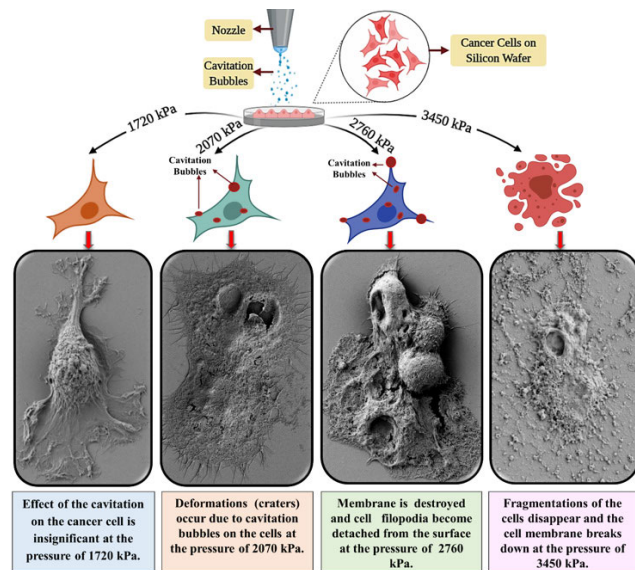 Nozzle
Cavitation
Bubbles
Cancer Cells on
Silicon Wafer
1720 kPa
2070 kPa
2760 kPa
3450 kPa
Cavitation
Bubbles
Cavitation
Bubbles
Effect of the cavitation
on the cancer cell is
insignificant at the
pressure of 1720 kPa.
Deformations (craters)
occur due to cavitation
bubbles on the cells at
the pressure of 2070 kPa.
Membrane is destroyed
and cell filopodia become
detached from the surface
at the pressure of 2760
kPa.
Fragmentations of the
cells disappear and the
cell membrane breaks
down at the pressure of
3450 kPa.